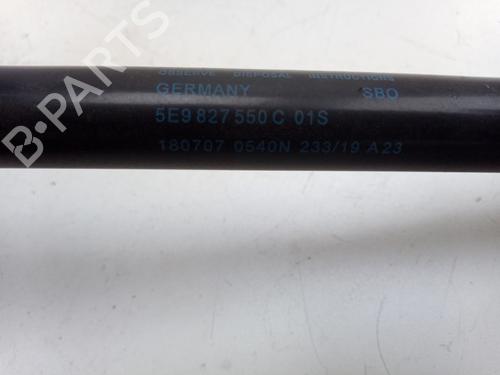 OBSERVE DISPOSAL INSTRUCTIONS
GERMANY SBO
5E9 827 550 C 01S
180707 0540N 233/19 A23
B-PARTS